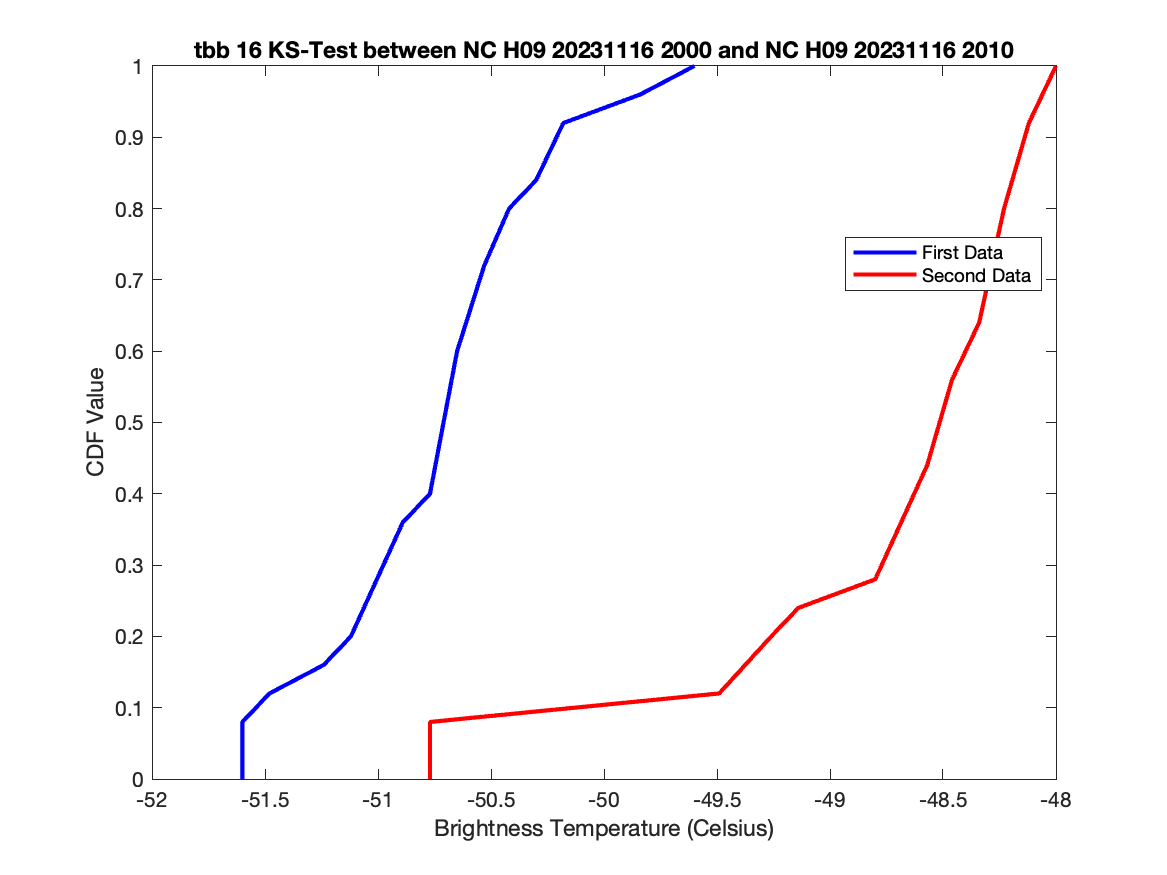 tbb 16 KS-Test between NC H09 20231116 2000 and NC H09 20231116 2010
1
0.9
0.8
0.7
0.6
0.5
0.4
0.3
0.2
0.1
0
CDF Value
First Data
Second Data
-52 -51.5 -51 -50.5 -50 -49.5 -49 -48.5 -48
Brightness Temperature (Celsius)